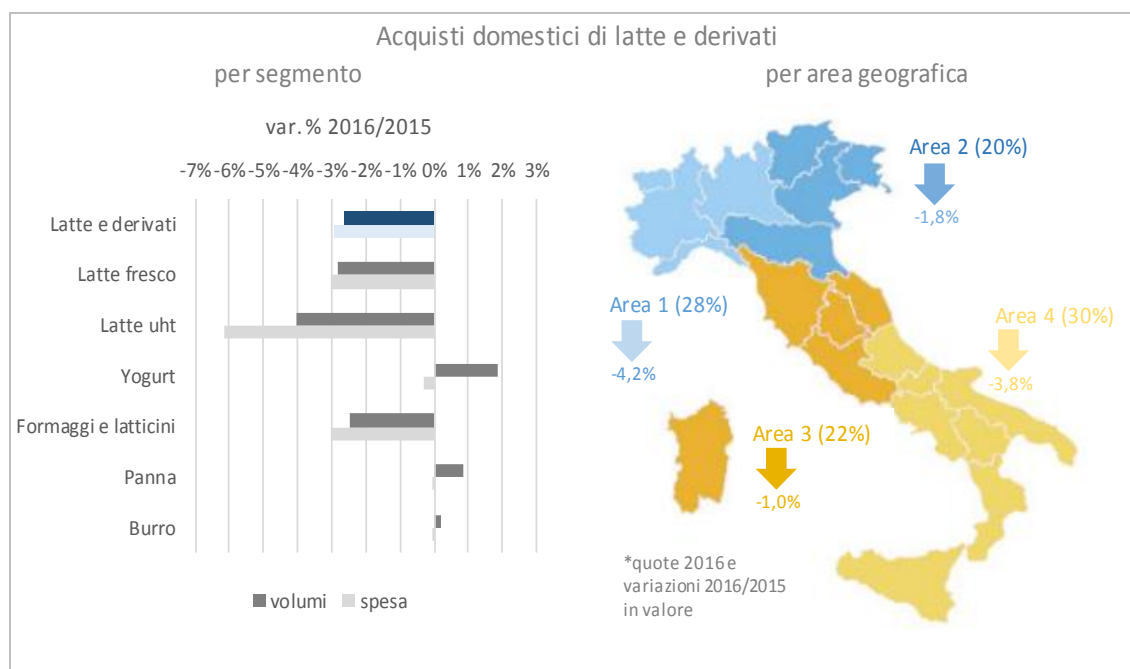 Acquisti domestici di latte e derivati
per segmento
per area geografica
var. % 2016/2015
-7% -6% -5% -4% -3% -2% -1% 0% 1% 2% 3%
Latte e derivati
Latte fresco
Latte uht
Yogurt
Formaggi e latticini
Panna
Burro
volumi spesa
Area 2 (20%)
-1,8%
Area 1 (28%)
-4,2%
Area 4 (30%)
-3,8%
Area 3 (22%)
-1,0%
*quote 2016 e
variazioni 2016/2015
in valore